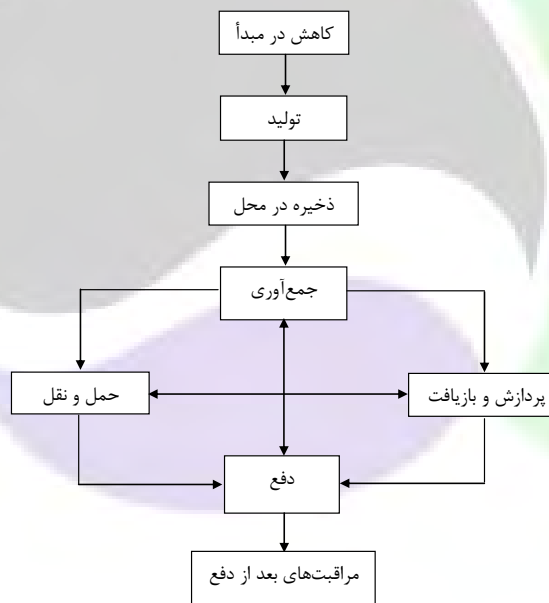 کاهش در مبدأ
تولید
ذخیره در محل
جمع‌آوری
حمل و نقل
پردازش و بازیافت
دفع
مراقبت‌های بعد از دفع